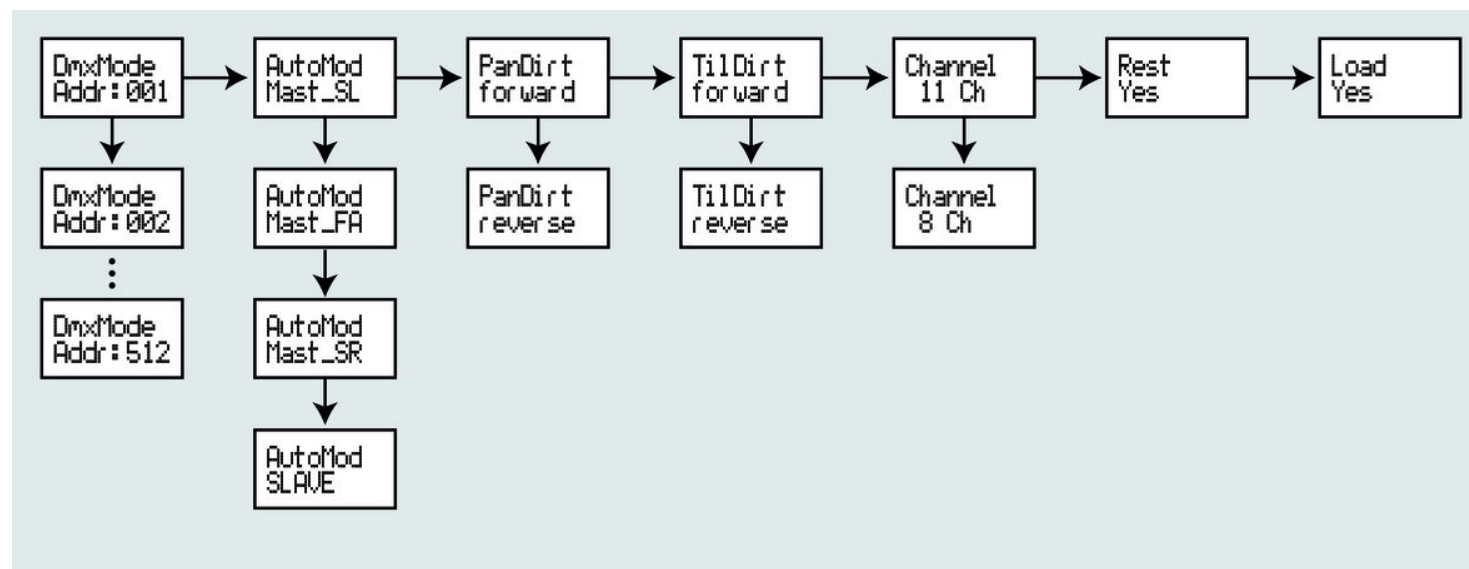 DmxMode
Addr:001
AutoMod
Mast_SL
PanDirt
forward
TilDirt
forward
Channel
11 Ch
Rest
Yes
Load
Yes
DmxMode
Addr:002
AutoMod
Mast_FA
PanDirt
reverse
TilDirt
reverse
Channel
8 Ch
DmxMode
Addr:512
AutoMod
Mast_SR
AutoMod
SLAVE